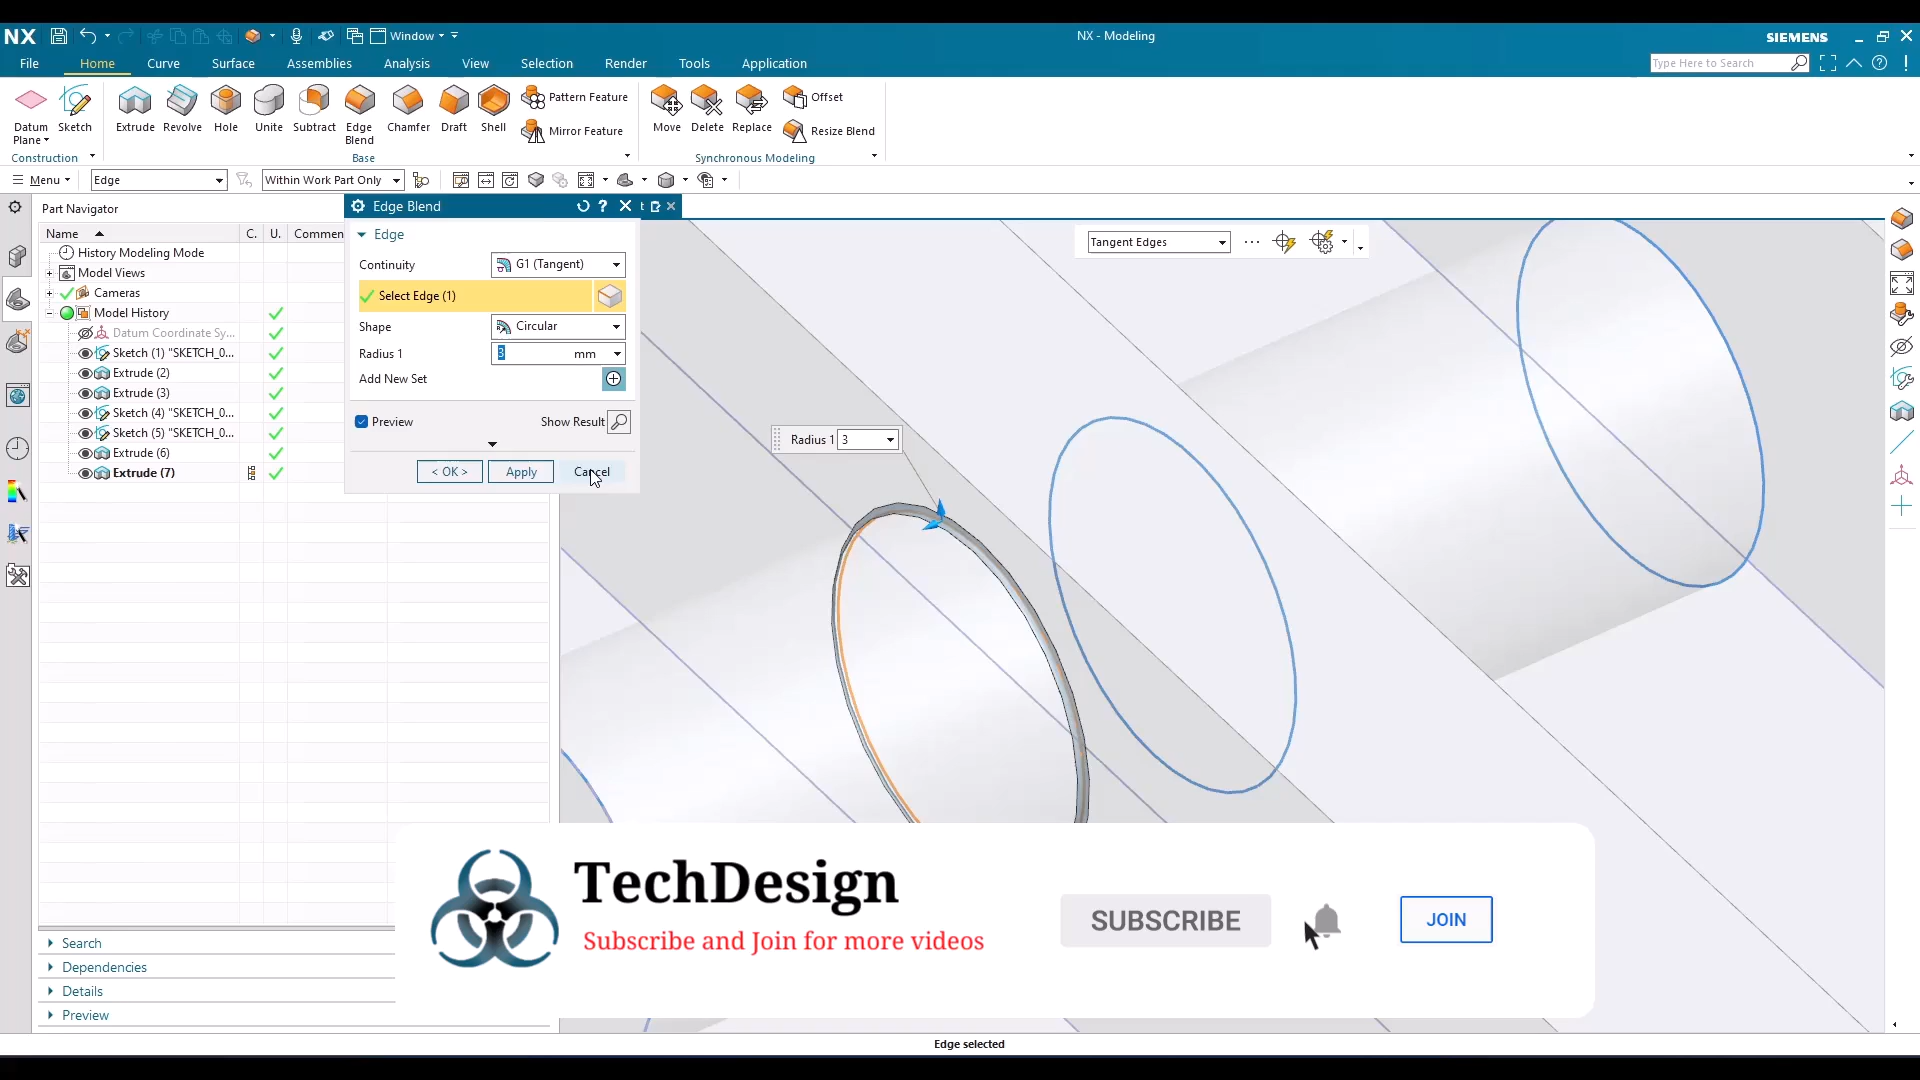 NX
Window
NX - Modeling
SIEMENS
File
Home
Curve
Surface
Assemblies
Analysis
View
Selection
Render
Tools
Application
Type Here to Search
Datum
Plane
Sketch
Extrude
Revolve
Hole
Unite
Subtract
Edge
Blend
Chamfer
Draft
Shell
Pattern Feature
Mirror Feature
Move
Delete
Replace
Offset
Resize Blend
Construction
Base
Synchronous Modeling
Menu
Edge
Within Work Part Only
Part Navigator
Name
C.
U.
Commen
History Modeling Mode
Model Views
Cameras
Model History
Datum Coordinate Sy...
Sketch (1) "SKETCH_0...
Extrude (2)
Extrude (3)
Sketch (4) "SKETCH_0...
Sketch (5) "SKETCH_0...
Extrude (6)
Extrude (7)
Edge Blend
t
Edge
Continuity
G1 (Tangent)
Select Edge (1)
Shape
Circular
Radius 1
3
mm
Add New Set
Preview
Show Result
< OK >
Apply
Cancel
Tangent Edges
Radius 1 3
TechDesign
Subscribe and Join for more videos
SUBSCRIBE
JOIN
Search
Dependencies
Details
Preview
Edge selected